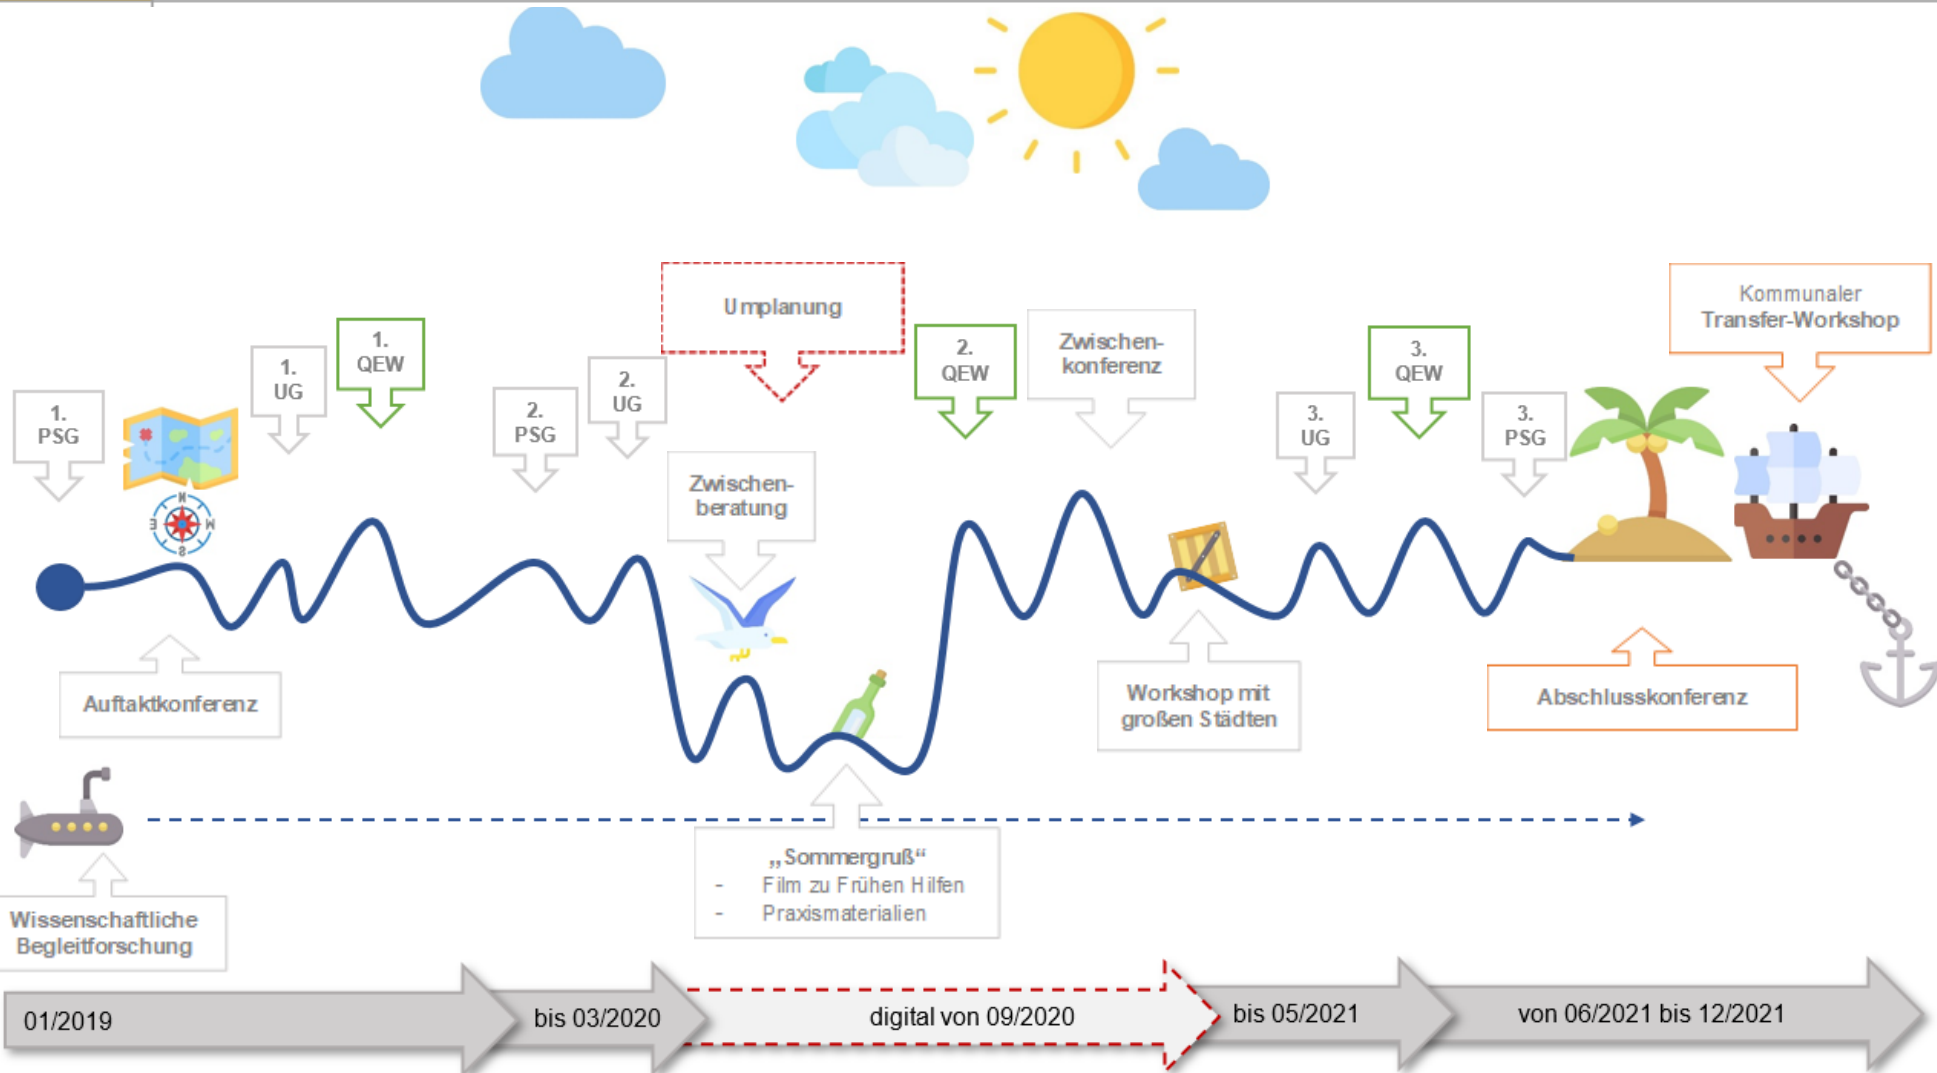 Umplanung
Kommunaler
Transfer-Workshop
1.
QEW
2.
QEW
Zwischen-
konferenz
3.
QEW
1.
UG
2.
UG
1.
PSG
2.
PSG
3.
UG
3.
PSG
N
E
W
S
Zwischen-
beratung
Auftaktkonferenz
Workshop mit
großen Städten
Abschlusskonferenz
„Sommergruß“
- Film zu Frühen Hilfen
- Praxismaterialien
Wissenschaftliche
Begleitforschung
01/2019
bis 03/2020
digital von 09/2020
bis 05/2021
von 06/2021 bis 12/2021